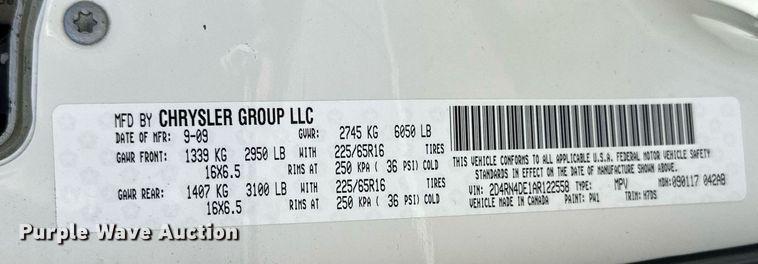 MFD BY CHRYSLER GROUP LLC
DATE OF MFR: 9-09 GVWR: 2745 KG 6050 LB
GAWR FRONT: 1339 KG 2950 LB WITH 225/65R16
16X6.5 RIMS AT 250 KPA ( 36 PSI) COLD
GAWR REAR: 1407 KG 3100 LB WITH 225/65R16
16X6.5 RIMS AT 250 KPA ( 36 PSI) COLD
THIS VEHICLE CONFORMS TO ALL APPLICABLE U.S.A. FEDERAL MOTOR VEHICLE SAFETY
STANDARDS IN EFFECT ON THE DATE OF MANUFACTURE SHOWN ABOVE.
VIN: 2D4RN4DE1AR122558 TYPE: MPV MDH: 090117 042AB
VEHICLE MADE IN CANADA PAINT: PW1 TRIM: H7DS
Purple Wave Auction